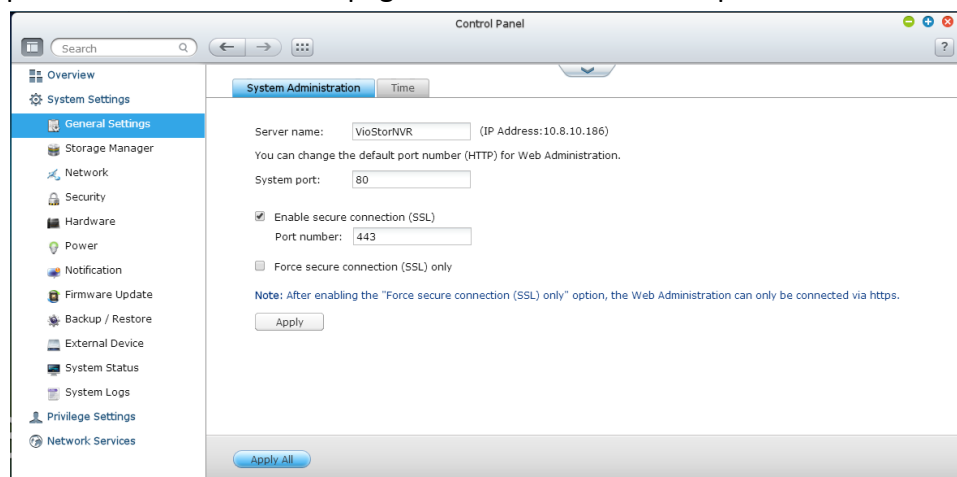 Control Panel
Search
?
Overview
System Settings
General Settings
Storage Manager
Network
Security
Hardware
Power
Notification
Firmware Update
Backup / Restore
External Device
System Status
System Logs
Privilege Settings
Network Services
System Administration
Time
Server name: VioStorNVR (IP Address:10.8.10.186)
You can change the default port number (HTTP) for Web Administration.
System port: 80
Enable secure connection (SSL)
Port number: 443
Force secure connection (SSL) only
Note: After enabling the "Force secure connection (SSL) only" option, the Web Administration can only be connected via https.
Apply
Apply All